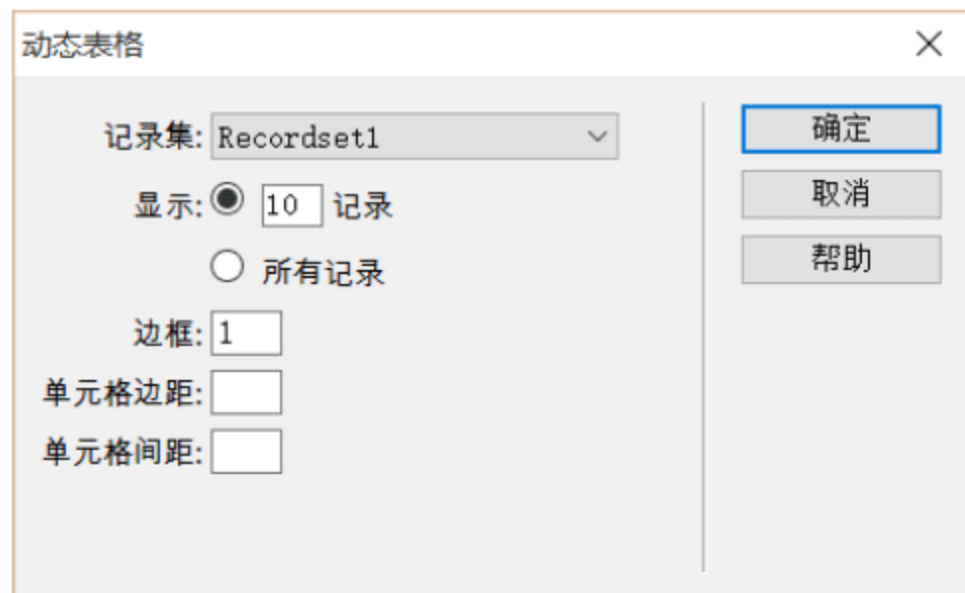 动态表格
记录集: Recordset1
显示: 10 记录
所有记录
边框: 1
单元格边距:
单元格间距:
确定
取消
帮助